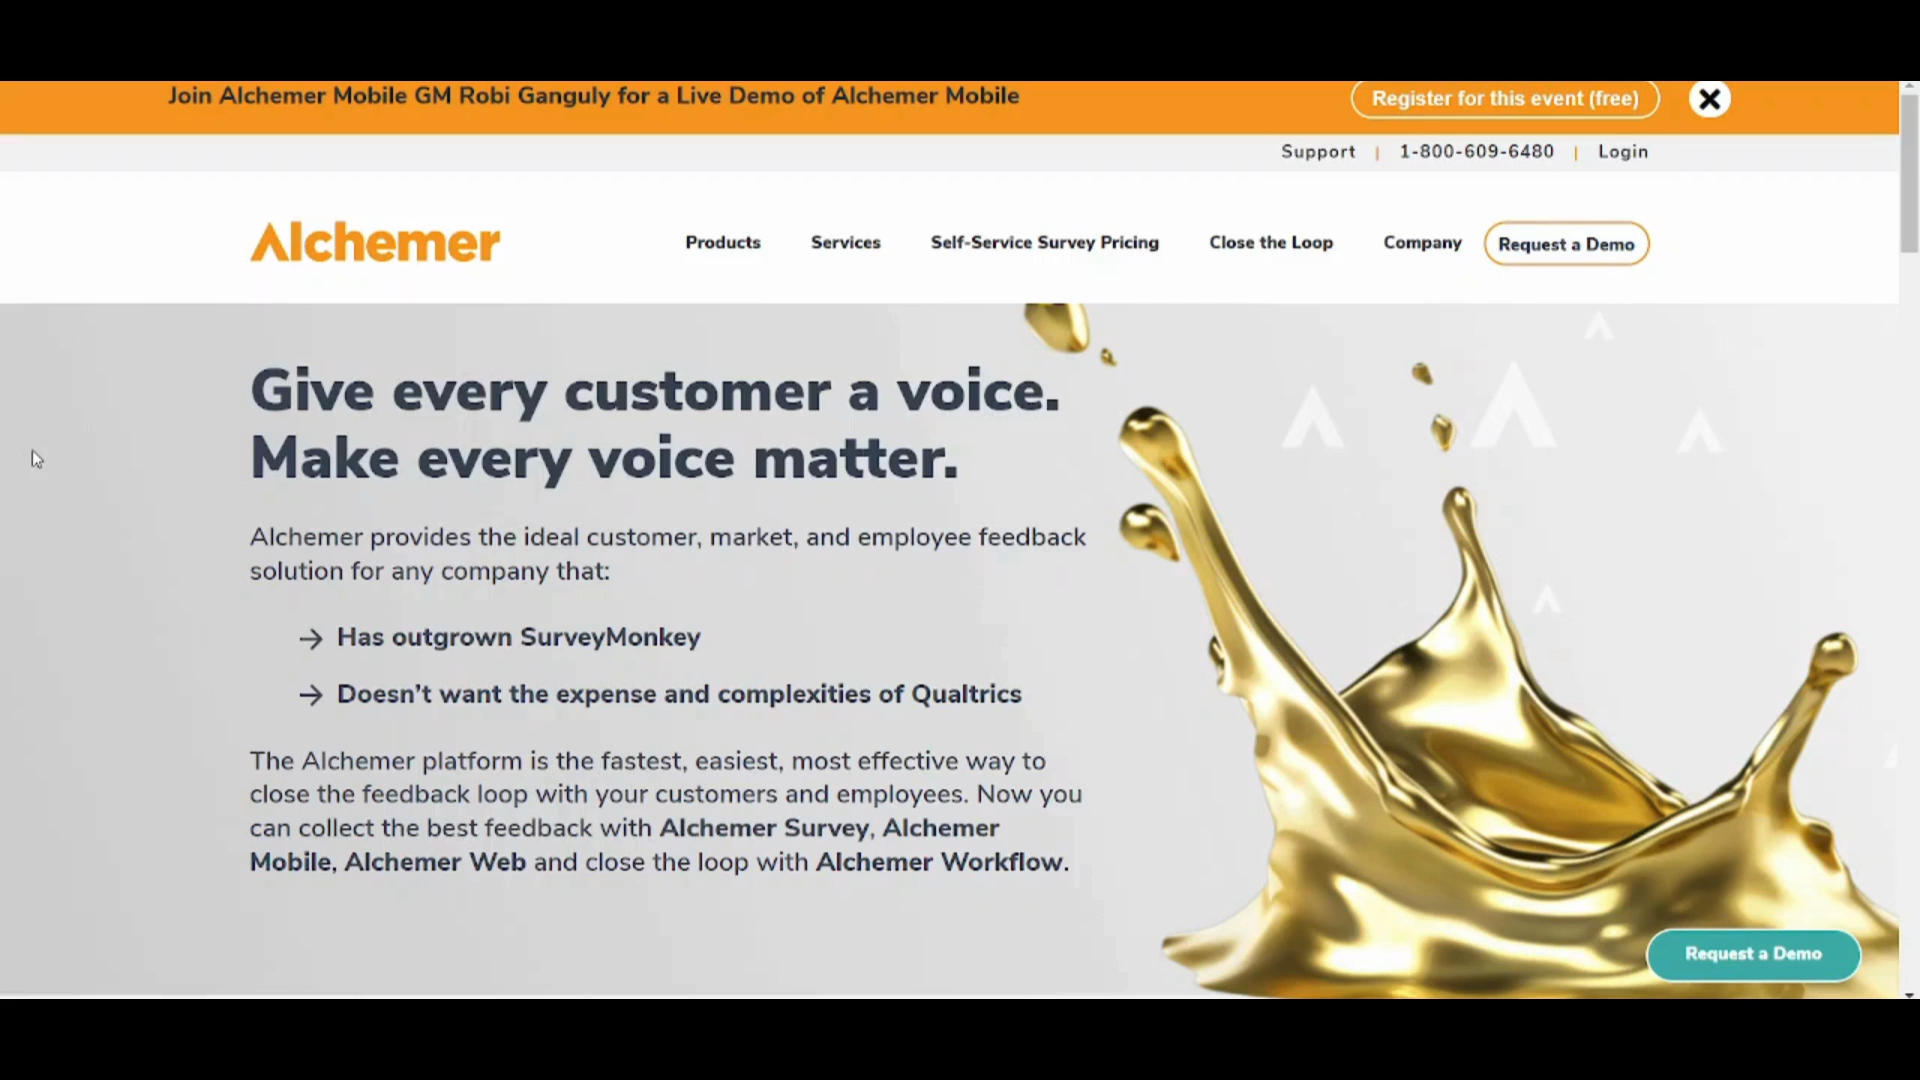 Join Alchemer Mobile GM Robi Ganguly for a Live Demo of Alchemer Mobile
Register for this event (free)
Support | 1-800-609-6480 | Login
Alchemer
Products Services Self-Service Survey Pricing Close the Loop Company Request a Demo
Give every customer a voice.
Make every voice matter.
Alchemer provides the ideal customer, market, and employee feedback
solution for any company that:
→ Has outgrown SurveyMonkey
→ Doesn't want the expense and complexities of Qualtrics
The Alchemer platform is the fastest, easiest, most effective way to
close the feedback loop with your customers and employees. Now you
can collect the best feedback with Alchemer Survey, Alchemer
Mobile, Alchemer Web and close the loop with Alchemer Workflow.
Request a Demo